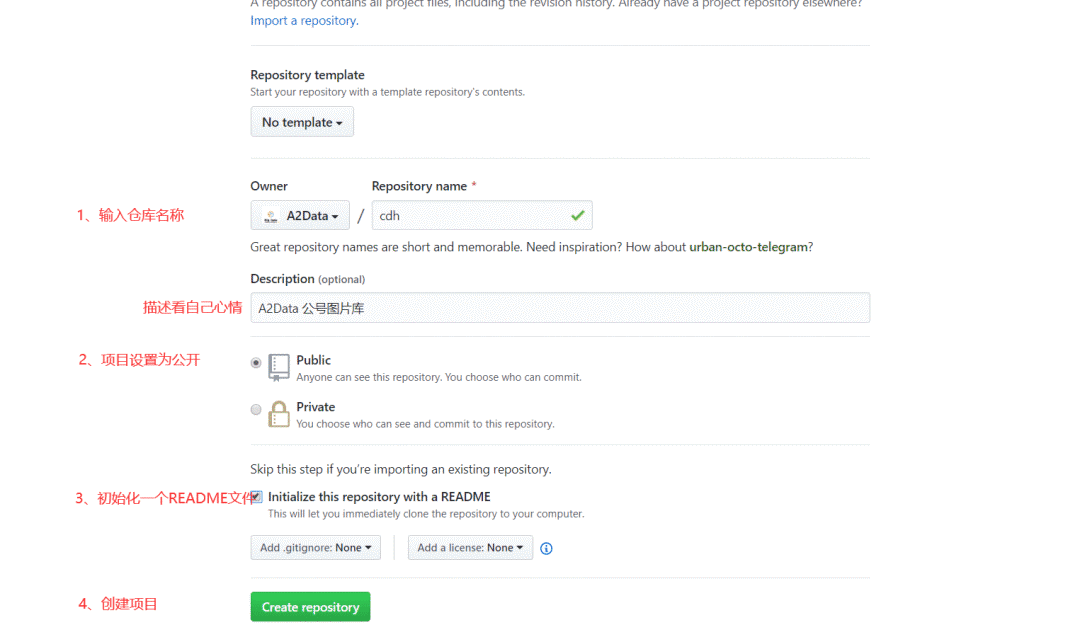 A repository contains all project files, including the revision history. Already have a project repository elsewhere?
Import a repository.
Repository template
Start your repository with a template repository's contents.
No template
Owner
Repository name *
1、输入仓库名称
A2Data / cdh
Great repository names are short and memorable. Need inspiration? How about urban-octo-telegram?
Description (optional)
描述看自己心情
A2Data 公号图片库
2、项目设置为公开
Public
Anyone can see this repository. You choose who can commit.
Private
You choose who can see and commit to this repository.
Skip this step if you're importing an existing repository.
3、初始化一个README文件
Initialize this repository with a README
This will let you immediately clone the repository to your computer.
Add .gitignore: None
Add a license: None
4、创建项目
Create repository